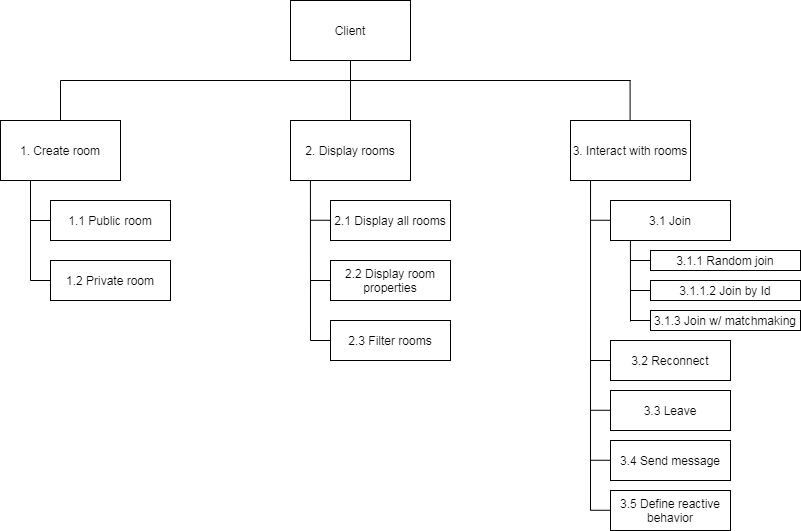 Client
1. Create room
2. Display rooms
3. Interact with rooms
1.1 Public room
1.2 Private room
2.1 Display all rooms
2.2 Display room
properties
2.3 Filter rooms
3.1 Join
3.1.1 Random join
3.1.1.2 Join by Id
3.1.3 Join w/ matchmaking
3.2 Reconnect
3.3 Leave
3.4 Send message
3.5 Define reactive
behavior